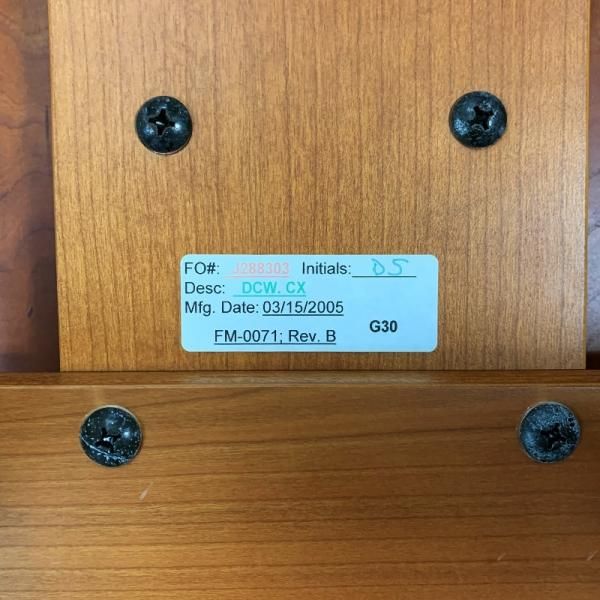 FO#: J288303 Initials: DS
Desc: DCW. CX
Mfg. Date: 03/15/2005
FM-0071; Rev. B G30